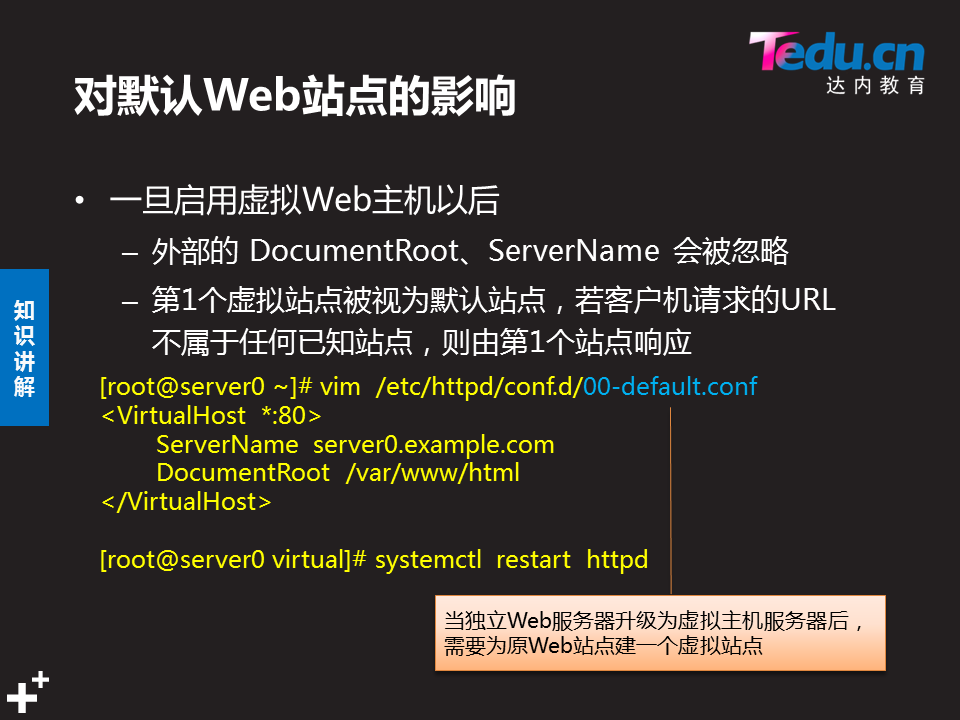 Tedu.cn
达内教育
对默认Web站点的影响
• 一旦启用虚拟Web主机以后
– 外部的 DocumentRoot、ServerName 会被忽略
– 第1个虚拟站点被视为默认站点，若客户机请求的URL
不属于任何已知站点，则由第1个站点响应
知识讲解
[root@server0 ~]# vim /etc/httpd/conf.d/00-default.conf
<VirtualHost *:80>
ServerName server0.example.com
DocumentRoot /var/www/html
</VirtualHost>
[root@server0 virtual]# systemctl restart httpd
当独立Web服务器升级为虚拟主机服务器后，
需要为原Web站点建一个虚拟站点